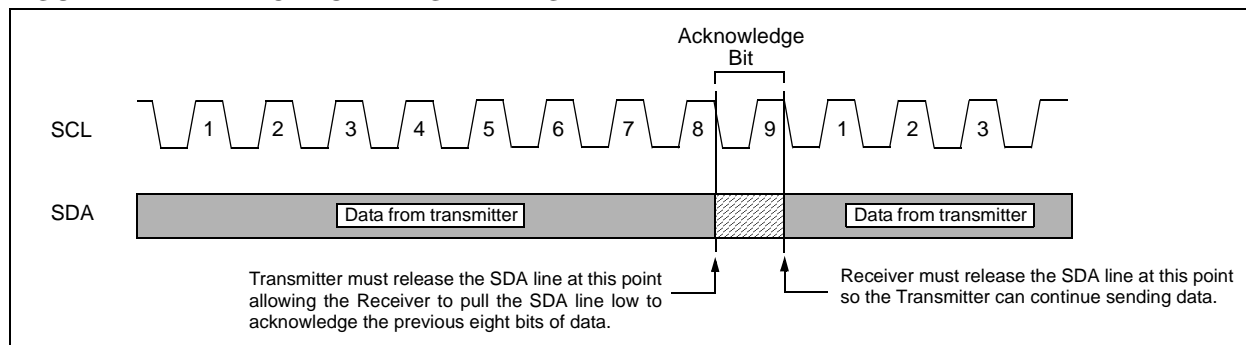 Acknowledge
Bit
SCL 1 2 3 4 5 6 7 8 9 1 2 3
SDA Data from transmitter Data from transmitter
Transmitter must release the SDA line at this point
allowing the Receiver to pull the SDA line low to
acknowledge the previous eight bits of data.
Receiver must release the SDA line at this point
so the Transmitter can continue sending data.